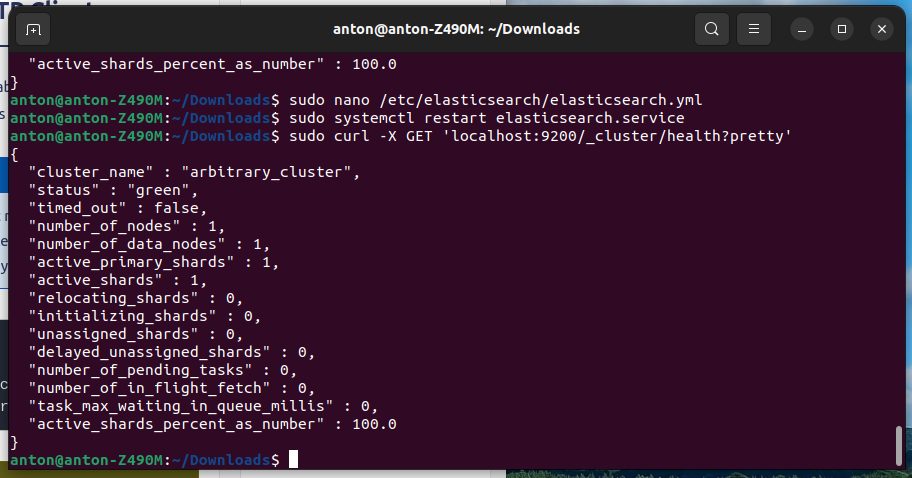 anton@anton-Z490M: ~/Downloads
"active_shards_percent_as_number" : 100.0
}
anton@anton-Z490M:~/Downloads$ sudo nano /etc/elasticsearch/elasticsearch.yml
anton@anton-Z490M:~/Downloads$ sudo systemctl restart elasticsearch.service
anton@anton-Z490M:~/Downloads$ sudo curl -X GET 'localhost:9200/_cluster/health?pretty'
{
"cluster_name" : "arbitrary_cluster",
"status" : "green",
"timed_out" : false,
"number_of_nodes" : 1,
"number_of_data_nodes" : 1,
"active_primary_shards" : 1,
"active_shards" : 1,
"relocating_shards" : 0,
"initializing_shards" : 0,
"unassigned_shards" : 0,
"delayed_unassigned_shards" : 0,
"number_of_pending_tasks" : 0,
"number_of_in_flight_fetch" : 0,
"task_max_waiting_in_queue_millis" : 0,
"active_shards_percent_as_number" : 100.0
}
anton@anton-Z490M:~/Downloads$